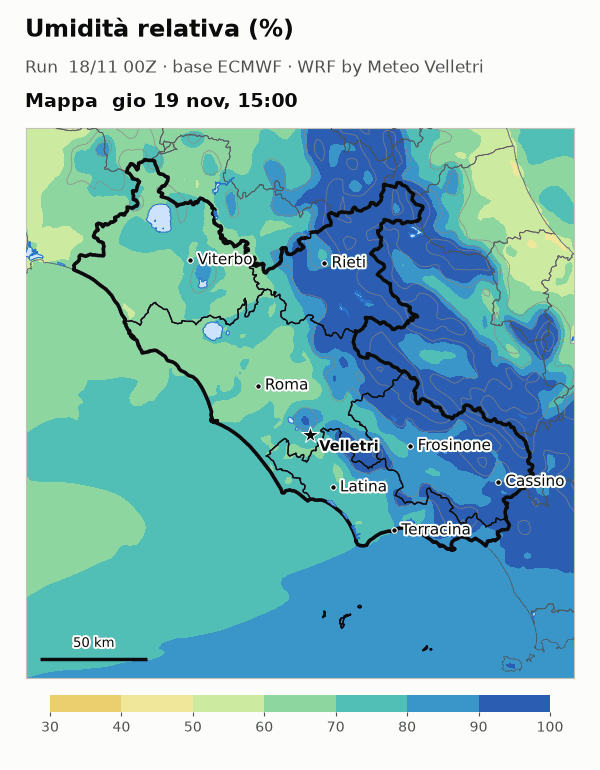 Umidità relativa (%)
Run 18/11 00Z · base ECMWF · WRF by Meteo Velletri
Mappa gio 19 nov, 15:00
Viterbo
Rieti
Roma
Velletri
Frosinone
Latina
Cassino
Terracina
50 km
30 40 50 60 70 80 90 100